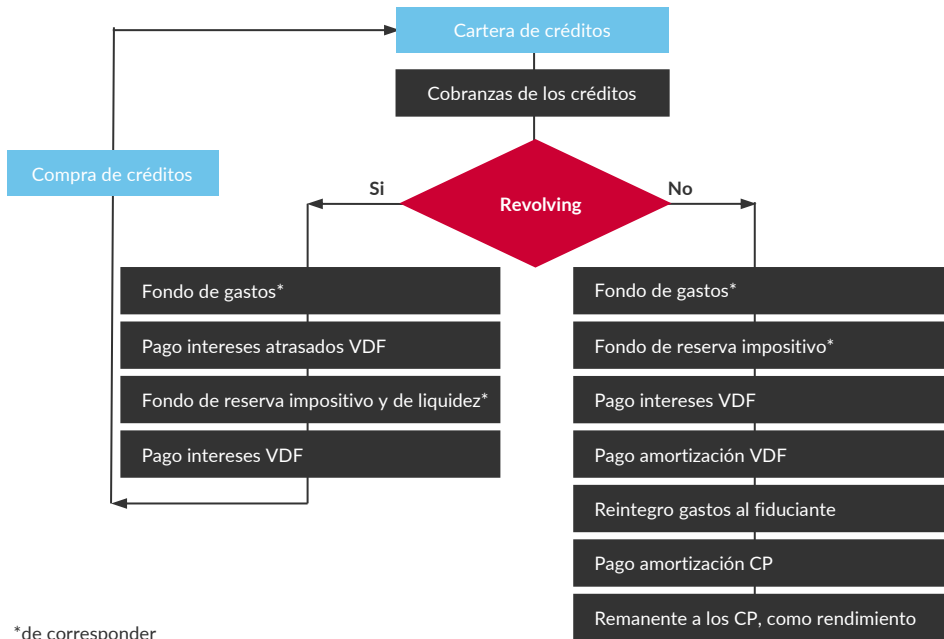 Cartera de créditos
Cobranzas de los créditos
Compra de créditos
Si
No
Revolving
Fondo de gastos*
Pago intereses atrasados VDF
Fondo de reserva impositivo y de liquidez*
Pago intereses VDF
Fondo de gastos*
Fondo de reserva impositivo*
Pago intereses VDF
Pago amortización VDF
Reintegro gastos al fiduciante
Pago amortización CP
Remanente a los CP, como rendimiento
*de corresponder